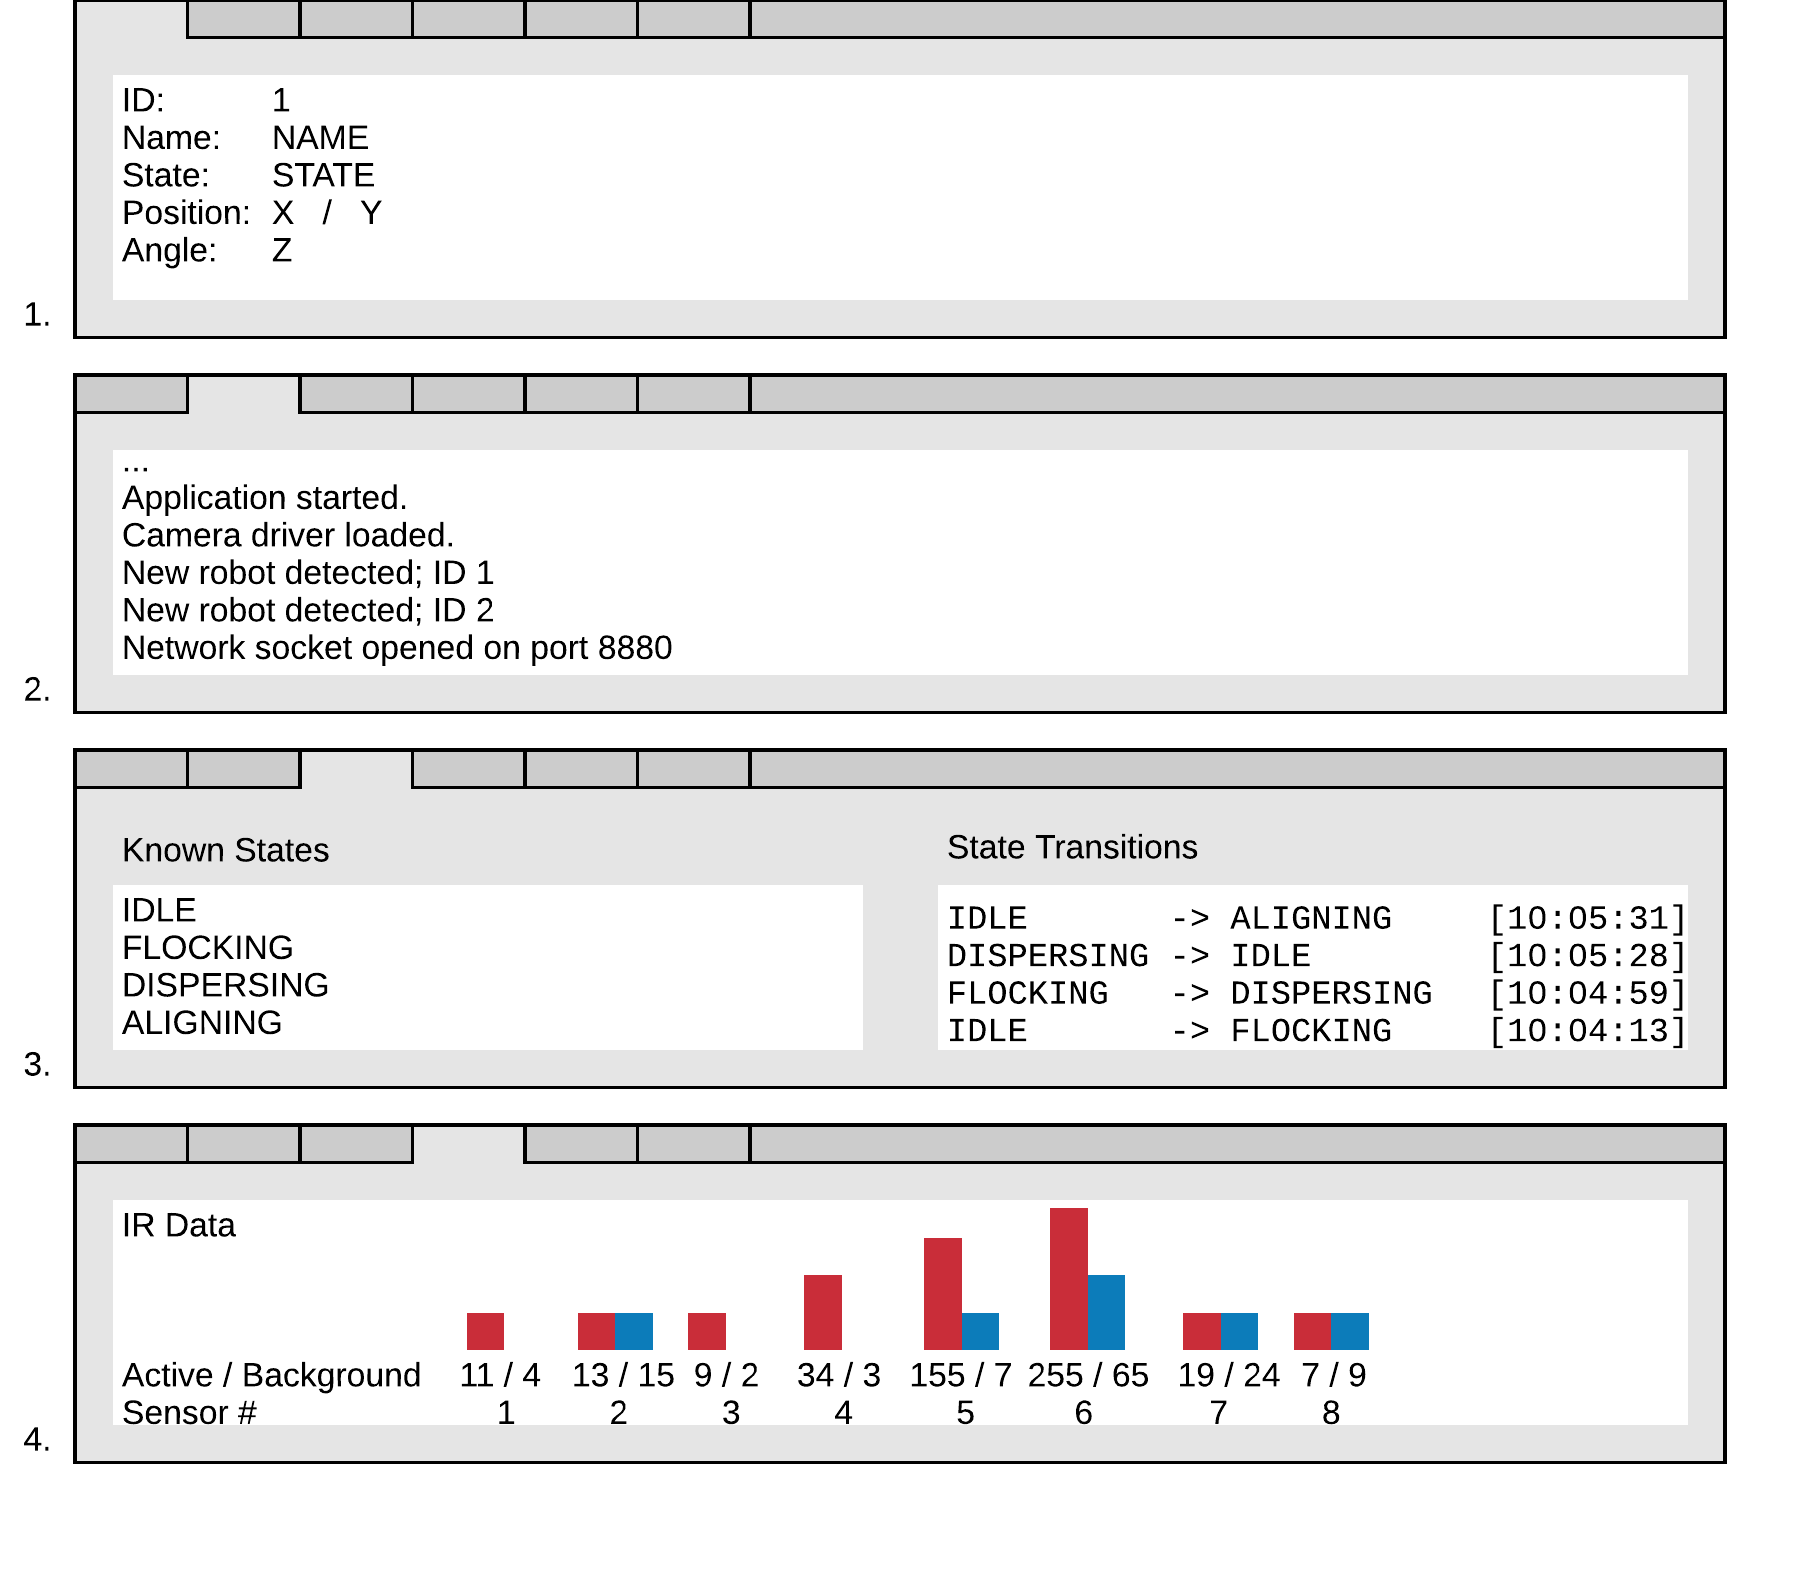 ID: 1
Name: NAME
State: STATE
Position: X / Y
Angle: Z
1.
...
Application started.
Camera driver loaded.
New robot detected; ID 1
New robot detected; ID 2
Network socket opened on port 8880
2.
Known States
IDLE
FLOCKING
DISPERSING
ALIGNING
State Transitions
IDLE -> ALIGNING [10:05:31]
DISPERSING -> IDLE [10:05:28]
FLOCKING -> DISPERSING [10:04:59]
IDLE -> FLOCKING [10:04:13]
3.
IR Data
Active / Background 11 / 4 13 / 15 9 / 2 34 / 3 155 / 7 255 / 65 19 / 24 7 / 9
Sensor # 1 2 3 4 5 6 7 8
4.